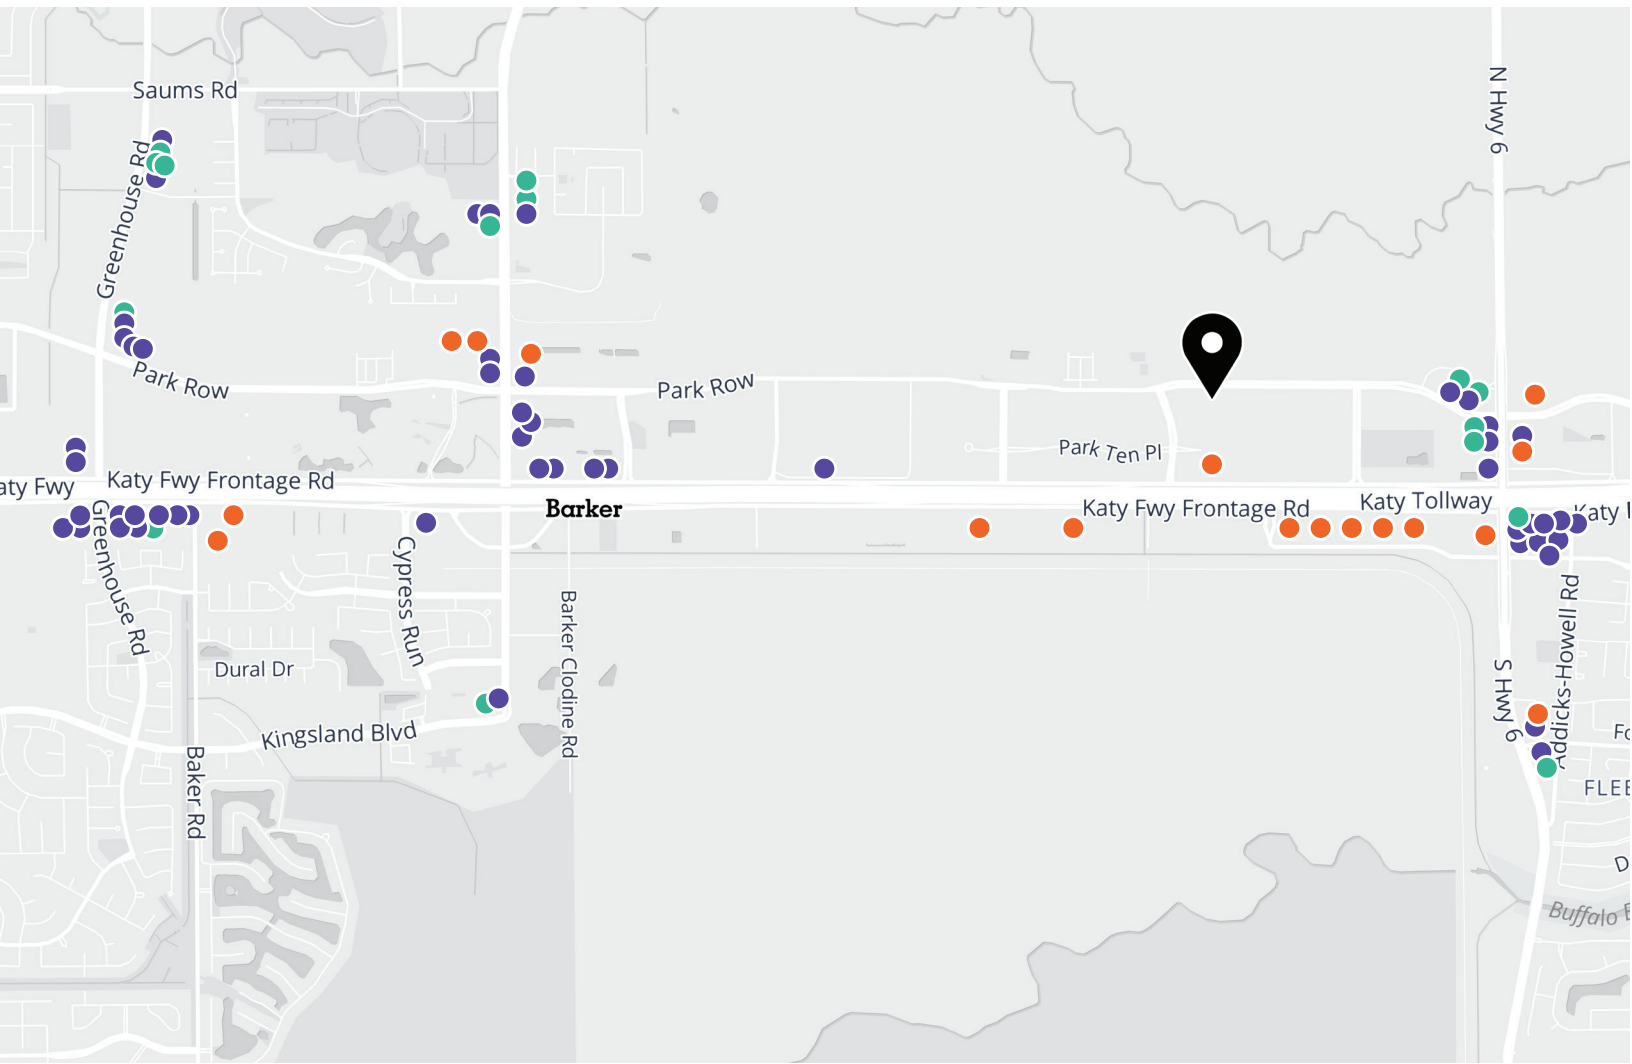 Saums Rd
N Hwy 6
Greenhouse Rd
Park Row
Park Row
Park Ten Pl
aty Fwy
Katy Fwy Frontage Rd
Barker
Katy Fwy Frontage Rd
Katy Tollway
Katy F
Greenhouse Rd
Cypress Run
Barker Clodine Rd
Addicks-Howell Rd
Dural Dr
S Hwy 6
Kingsland Blvd
Fo
Baker Rd
FLEE
D
Buffalo B